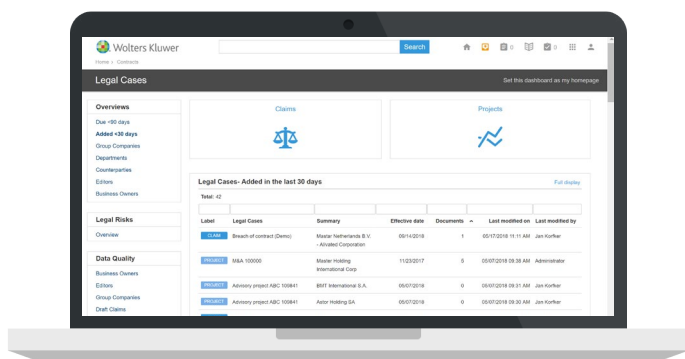 Wolters Kluwer
Search
0
0
Home > Contracts
Legal Cases
Set this dashboard as my homepage
Overviews
Due <90 days
Added <30 days
Group Companies
Departments
Counterparties
Editors
Business Owners
Legal Risks
Overview
Data Quality
Business Owners
Editors
Group Companies
Draft Claims
Claims
Projects
Legal Cases- Added in the last 30 days
Full display
Total: 42
Label Legal Cases Summary Effective date Documents Last modified on Last modified by
CLAIM Breach of contract (Demo) Master Netherlands B.V. 09/14/2016 1 05/17/2018 11:11 AM Jan Korfker
- Allvated Corporation
PROJECT M&A 100000 Master Holding 11/23/2017 05/07/2018 09:38 AM Administrator
International Corp
PROJECT Advisory project ABC 109841 BMT International S.A. 05/07/2018 0 05/07/2018 09:31 AM Jan Korfker
PROJECT Advisory project ABC 109841 Astor Holding SA 05/07/2018 0 05/07/2018 09:30 AM Jan Korfker